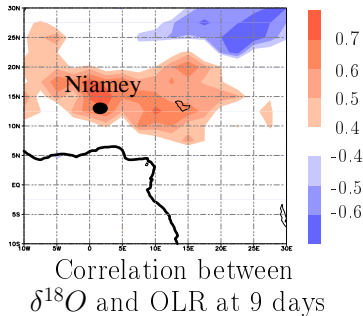 30N
25N
20N
15N
10N
5N
EQ
5S
10S
10W
5W
0
5E
10E
15E
20E
25E
30E
Niamey
0.7
0.6
0.5
0.4
-0.4
-0.5
-0.6
Correlation between
δ¹⁸O and OLR at 9 days